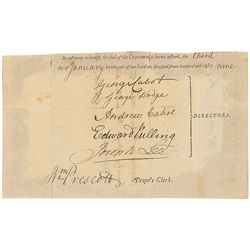 In testimony whereof, the Seal of the Corporation is hereto affixed, the third
day of January in the year of our Lord one thousand seven hundred and eighty nine
George Cabot
George Dodge
Andrew Cabot
Edward Pulling
Joseph Lee
DIRECTORS.
Wm Prescott Propr's Clerk.